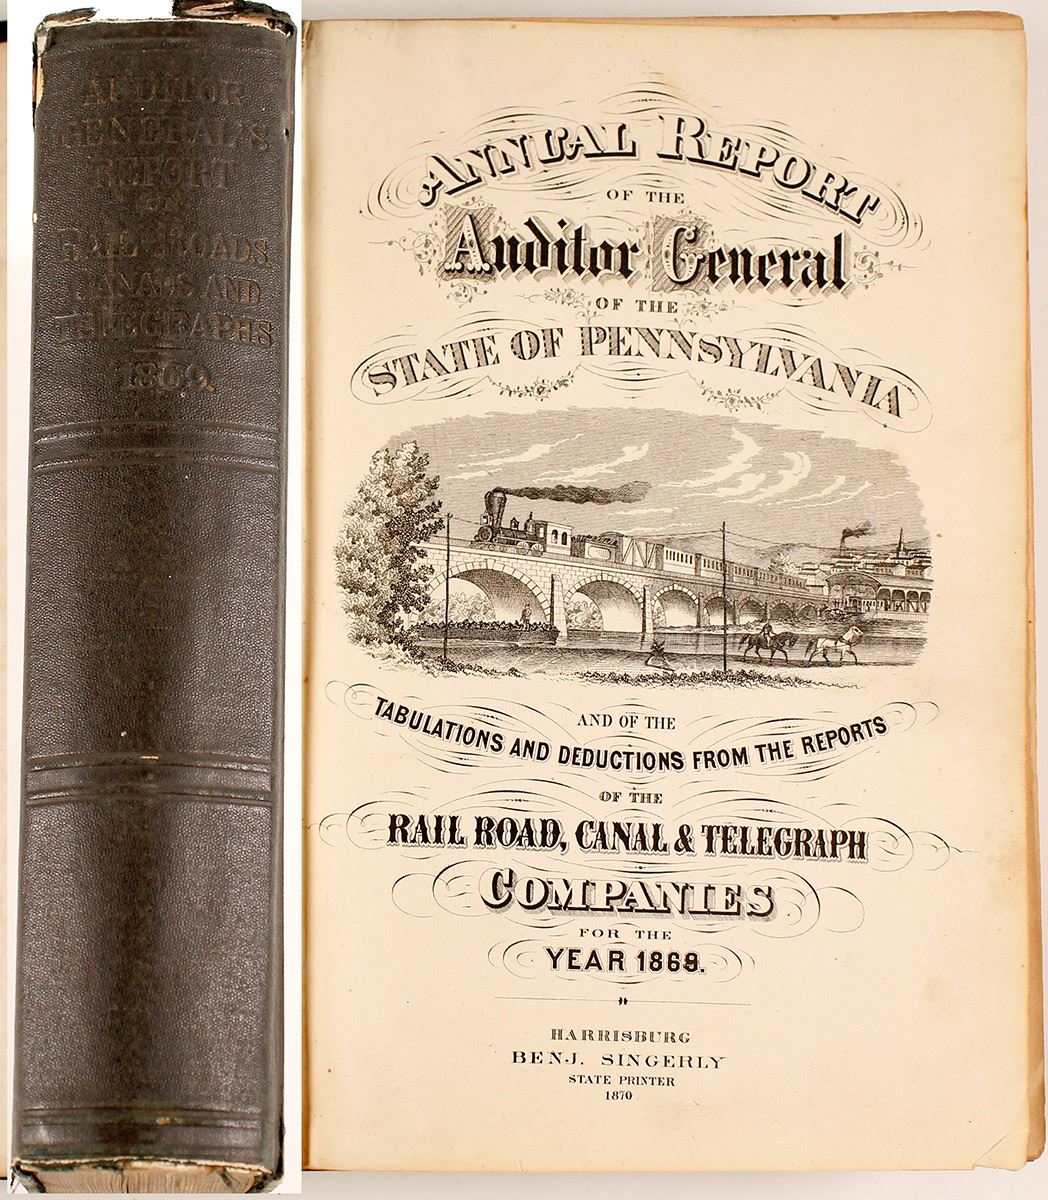 AUDITOR
GENERAL'S
REPORT
ON
RAIL ROADS,
CANALS AND
TELEGRAPHS
1869.
ANNUAL REPORT
OF THE
Auditor General
OF THE
STATE OF PENNSYLVANIA
AND OF THE
TABULATIONS AND DEDUCTIONS FROM THE REPORTS
OF THE
RAIL ROAD, CANAL & TELEGRAPH
COMPANIES
FOR THE
YEAR 1869.
HARRISBURG
BENJ. SINGERLY
STATE PRINTER
1870